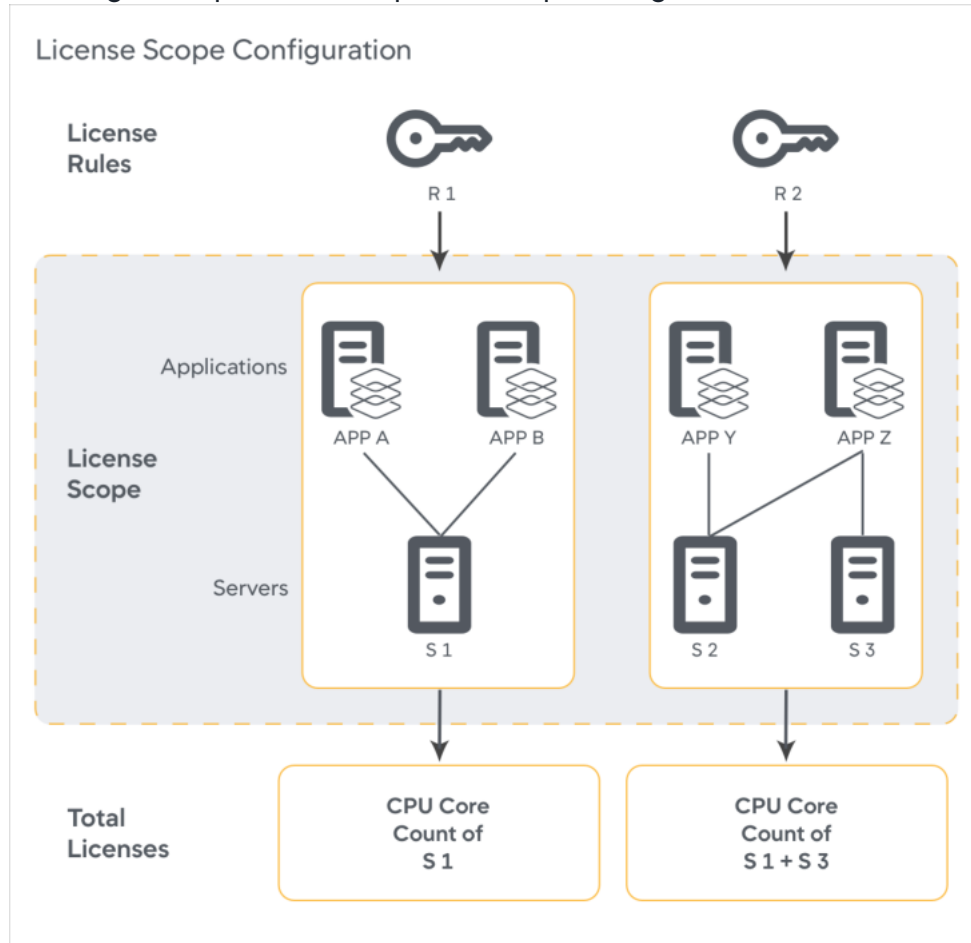 License Scope Configuration
License
Rules
R 1
R 2
Applications
APP A
APP B
APP Y
APP Z
License
Scope
Servers
S 1
S 2
S 3
Total
Licenses
CPU Core
Count of
S 1
CPU Core
Count of
S 1 + S 3